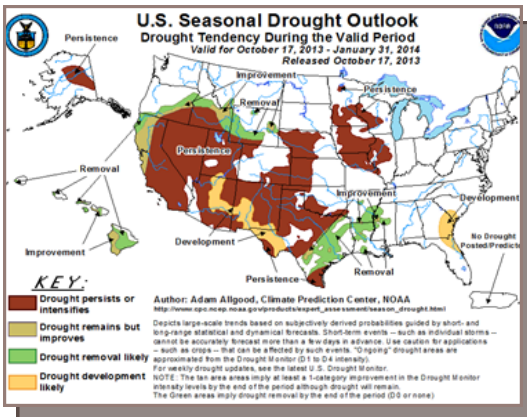 U.S. Seasonal Drought Outlook
Drought Tendency During the Valid Period
Valid for October 17, 2013 - January 31, 2014
Released October 17, 2013
NOAA
Persistence
Improvement
Persistence
Removal
Persistence
Removal
Improvement
Development
No Drought
Posted/Predicted
Development
Improvement
Removal
Persistence
KEY:
Drought persists or
intensifies
Drought remains but
improves
Drought removal likely
Drought development
likely
Author: Adam Allgood, Climate Prediction Center, NOAA
http://www.cpc.ncep.noaa.gov/products/expert_assessment/season_drought.html
Depicts large-scale trends based on subjectively derived probabilities guided by short- and
long-range statistical and dynamical forecasts. Short-term events -- such as individual storms --
cannot be accurately forecast more than a few days in advance. Use caution for applications
-- such as crops -- that can be affected by such events. "Ongoing" drought areas are
approximated from the Drought Monitor (D1 to D4 intensity).
For weekly drought updates, see the latest U.S. Drought Monitor.
NOTE: The tan area areas imply at least a 1-category improvement in the Drought Monitor
intensity levels by the end of the period although drought will remain.
The Green areas imply drought removal by the end of the period (D0 or none)